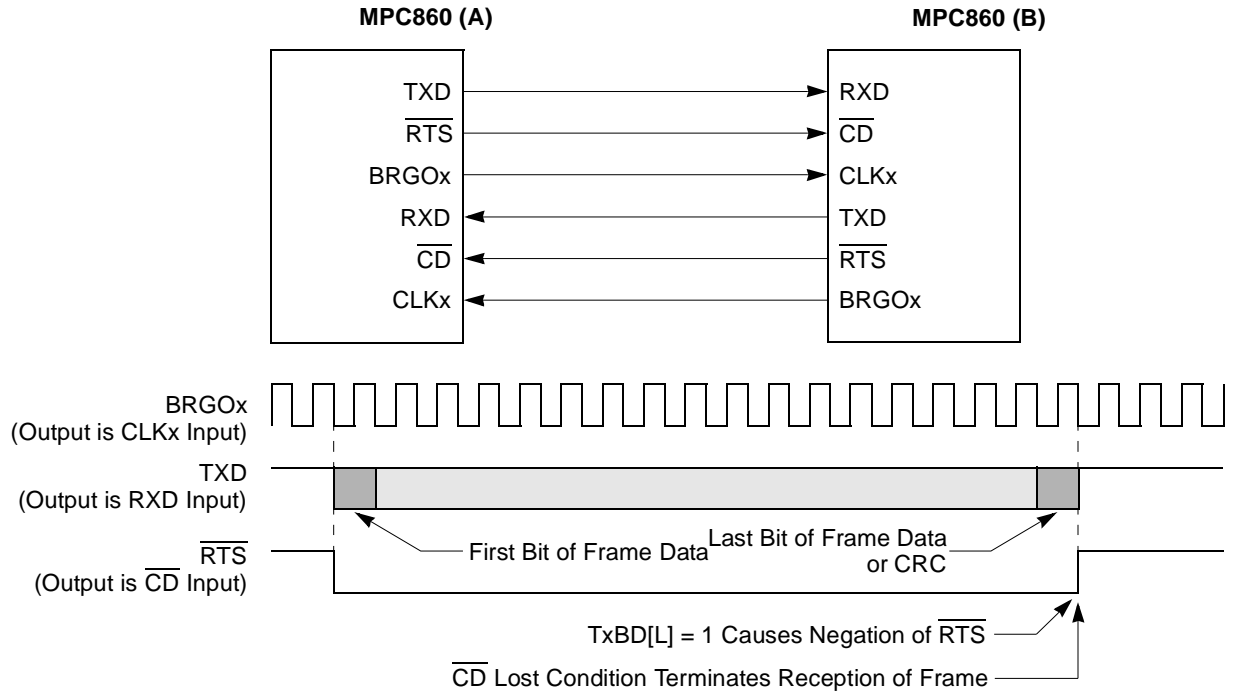 MPC860 (A)
MPC860 (B)
TXD
RXD
RTS
CD
BRGOx
CLKx
RXD
TXD
CD
RTS
CLKx
BRGOx
BRGOx
(Output is CLKx Input)
TXD
(Output is RXD Input)
First Bit of Frame Data
Last Bit of Frame Data
or CRC
RTS
(Output is CD Input)
TxBD[L] = 1 Causes Negation of RTS
CD Lost Condition Terminates Reception of Frame